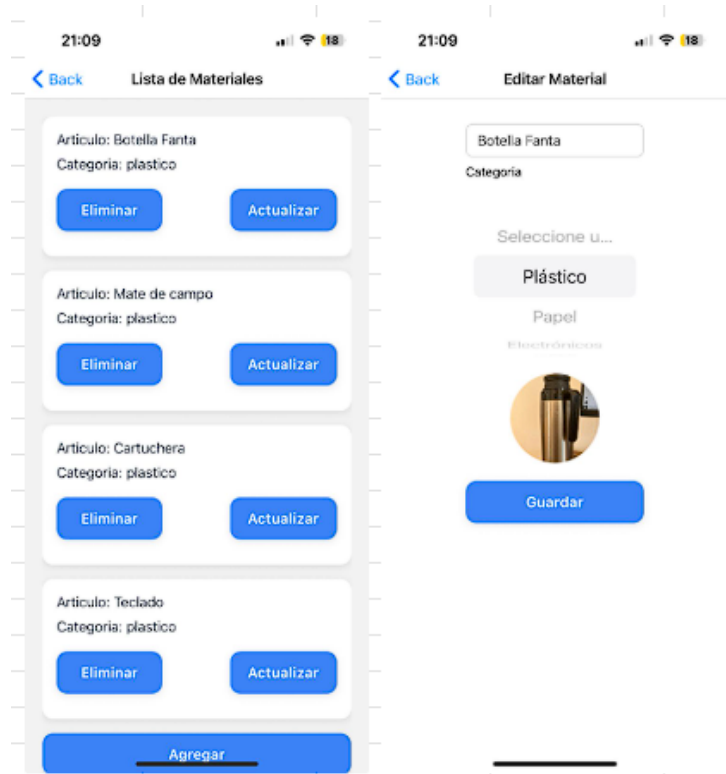 21:09
18
Back
Lista de Materiales
Articulo: Botella Fanta
Categoria: plastico
Eliminar
Actualizar
Articulo: Mate de campo
Categoria: plastico
Eliminar
Actualizar
Articulo: Cartuchera
Categoria: plastico
Eliminar
Actualizar
Articulo: Teclado
Categoria: plastico
Eliminar
Actualizar
Agregar
21:09
18
Back
Editar Material
Botella Fanta
Categoria
Seleccione u...
Plástico
Papel
Electrónicos
Guardar